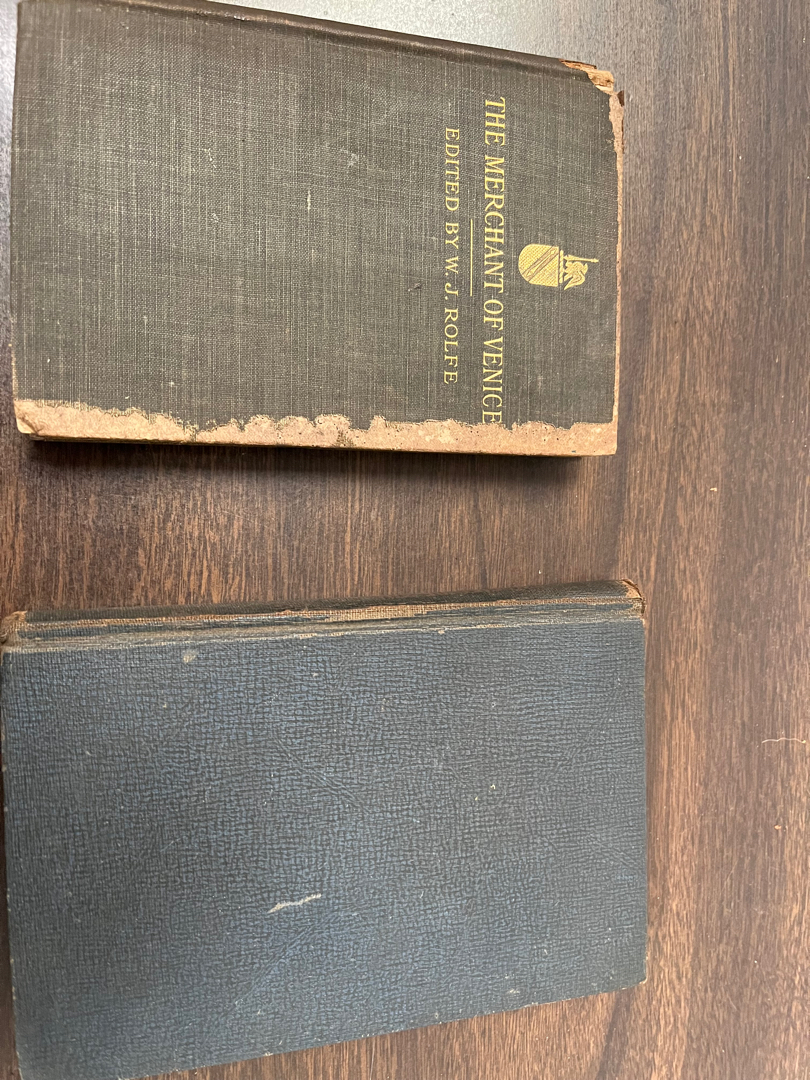 THE MERCHANT OF VENICE
EDITED BY W. J. ROLFE